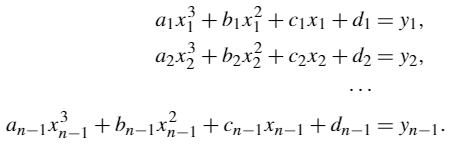 a₁x₁³ + b₁x₁² + c₁x₁ + d₁ = y₁,
a₂x₂³ + b₂x₂² + c₂x₂ + d₂ = y₂,
...
aₙ₋₁xₙ₋₁³ + bₙ₋₁xₙ₋₁² + cₙ₋₁xₙ₋₁ + dₙ₋₁ = yₙ₋₁.